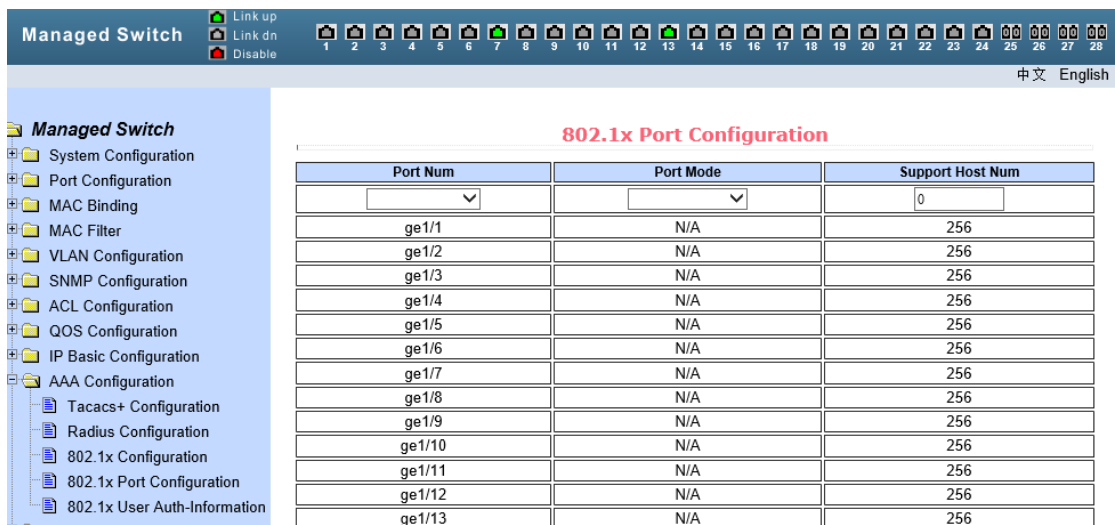 Managed Switch
Link up
Link dn
Disable
1 2 3 4 5 6 7 8 9 10 11 12 13 14 15 16 17 18 19 20 21 22 23 24 25 26 27 28
中文 English
Managed Switch
System Configuration
Port Configuration
MAC Binding
MAC Filter
VLAN Configuration
SNMP Configuration
ACL Configuration
QOS Configuration
IP Basic Configuration
AAA Configuration
Tacacs+ Configuration
Radius Configuration
802.1x Configuration
802.1x Port Configuration
802.1x User Auth-Information
802.1x Port Configuration
Port Num Port Mode Support Host Num
0
ge1/1 N/A 256
ge1/2 N/A 256
ge1/3 N/A 256
ge1/4 N/A 256
ge1/5 N/A 256
ge1/6 N/A 256
ge1/7 N/A 256
ge1/8 N/A 256
ge1/9 N/A 256
ge1/10 N/A 256
ge1/11 N/A 256
ge1/12 N/A 256
ge1/13 N/A 256